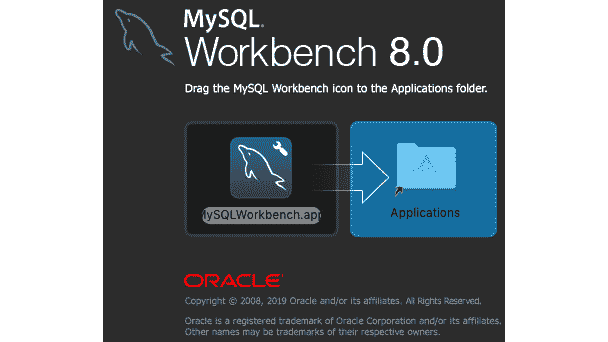 MySQL.
Workbench 8.0
Drag the MySQL Workbench icon to the Applications folder.
MySQLWorkbench.app
Applications
ORACLE
Copyright © 2008, 2019 Oracle and/or its affiliates. All Rights Reserved.
Oracle is a registered trademark of Oracle Corporation and/or its affiliates.
Other names may be trademarks of their respective owners.